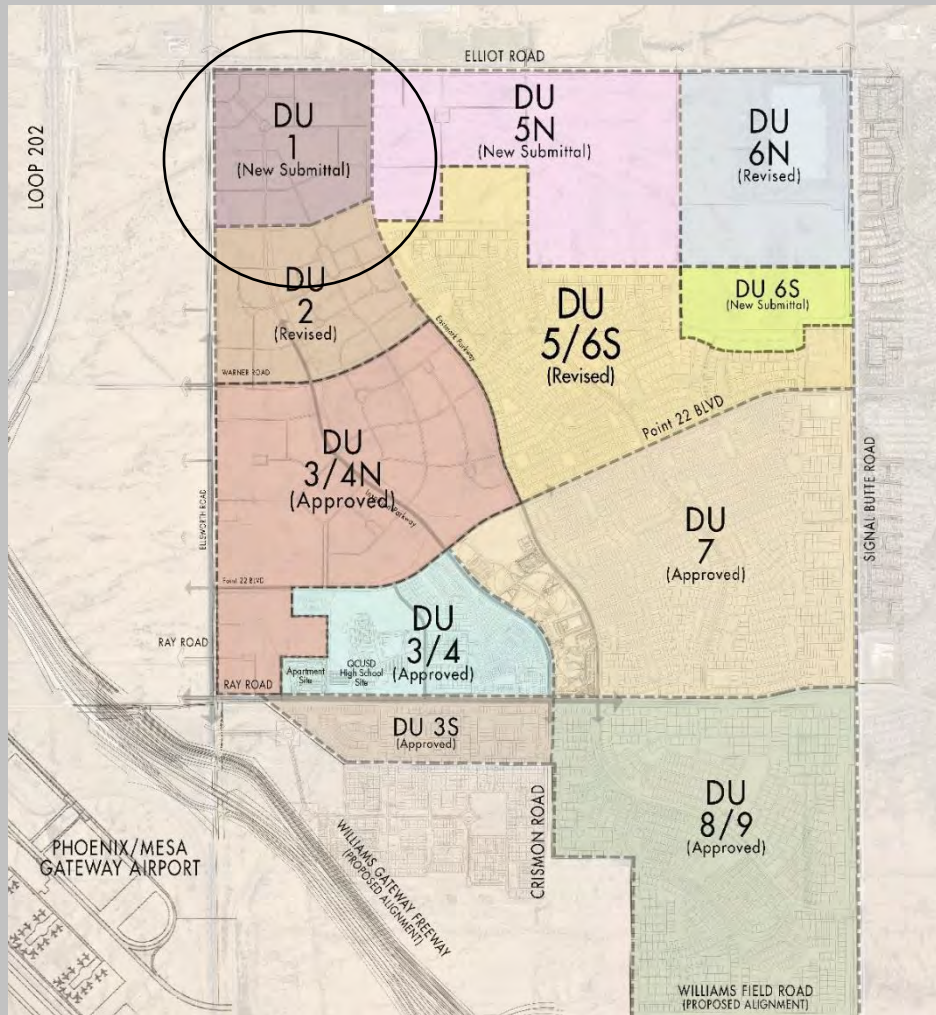 ELLIOT ROAD
LOOP 202
DU
1
(New Submittal)
DU
5N
(New Submittal)
DU
6N
(Revised)
DU
2
(Revised)
DU 6S
(New Submittal)
DU
5/6S
(Revised)
Eastmark Parkway
WARNER ROAD
Point 22 BLVD
DU
3/4N
(Approved)
Parkway
ELLSWORTH ROAD
SIGNAL BUTTE ROAD
DU
7
(Approved)
Point 22 BLVD
DU
3/4
(Approved)
RAY ROAD
Apartment
Site
QCUSD
High School
Site
RAY ROAD
DU 3S
(Approved)
DU
8/9
(Approved)
CRISMON ROAD
PHOENIX/MESA
GATEWAY AIRPORT
WILLIAMS GATEWAY FREEWAY
(PROPOSED ALIGNMENT)
WILLIAMS FIELD ROAD
(PROPOSED ALIGNMENT)